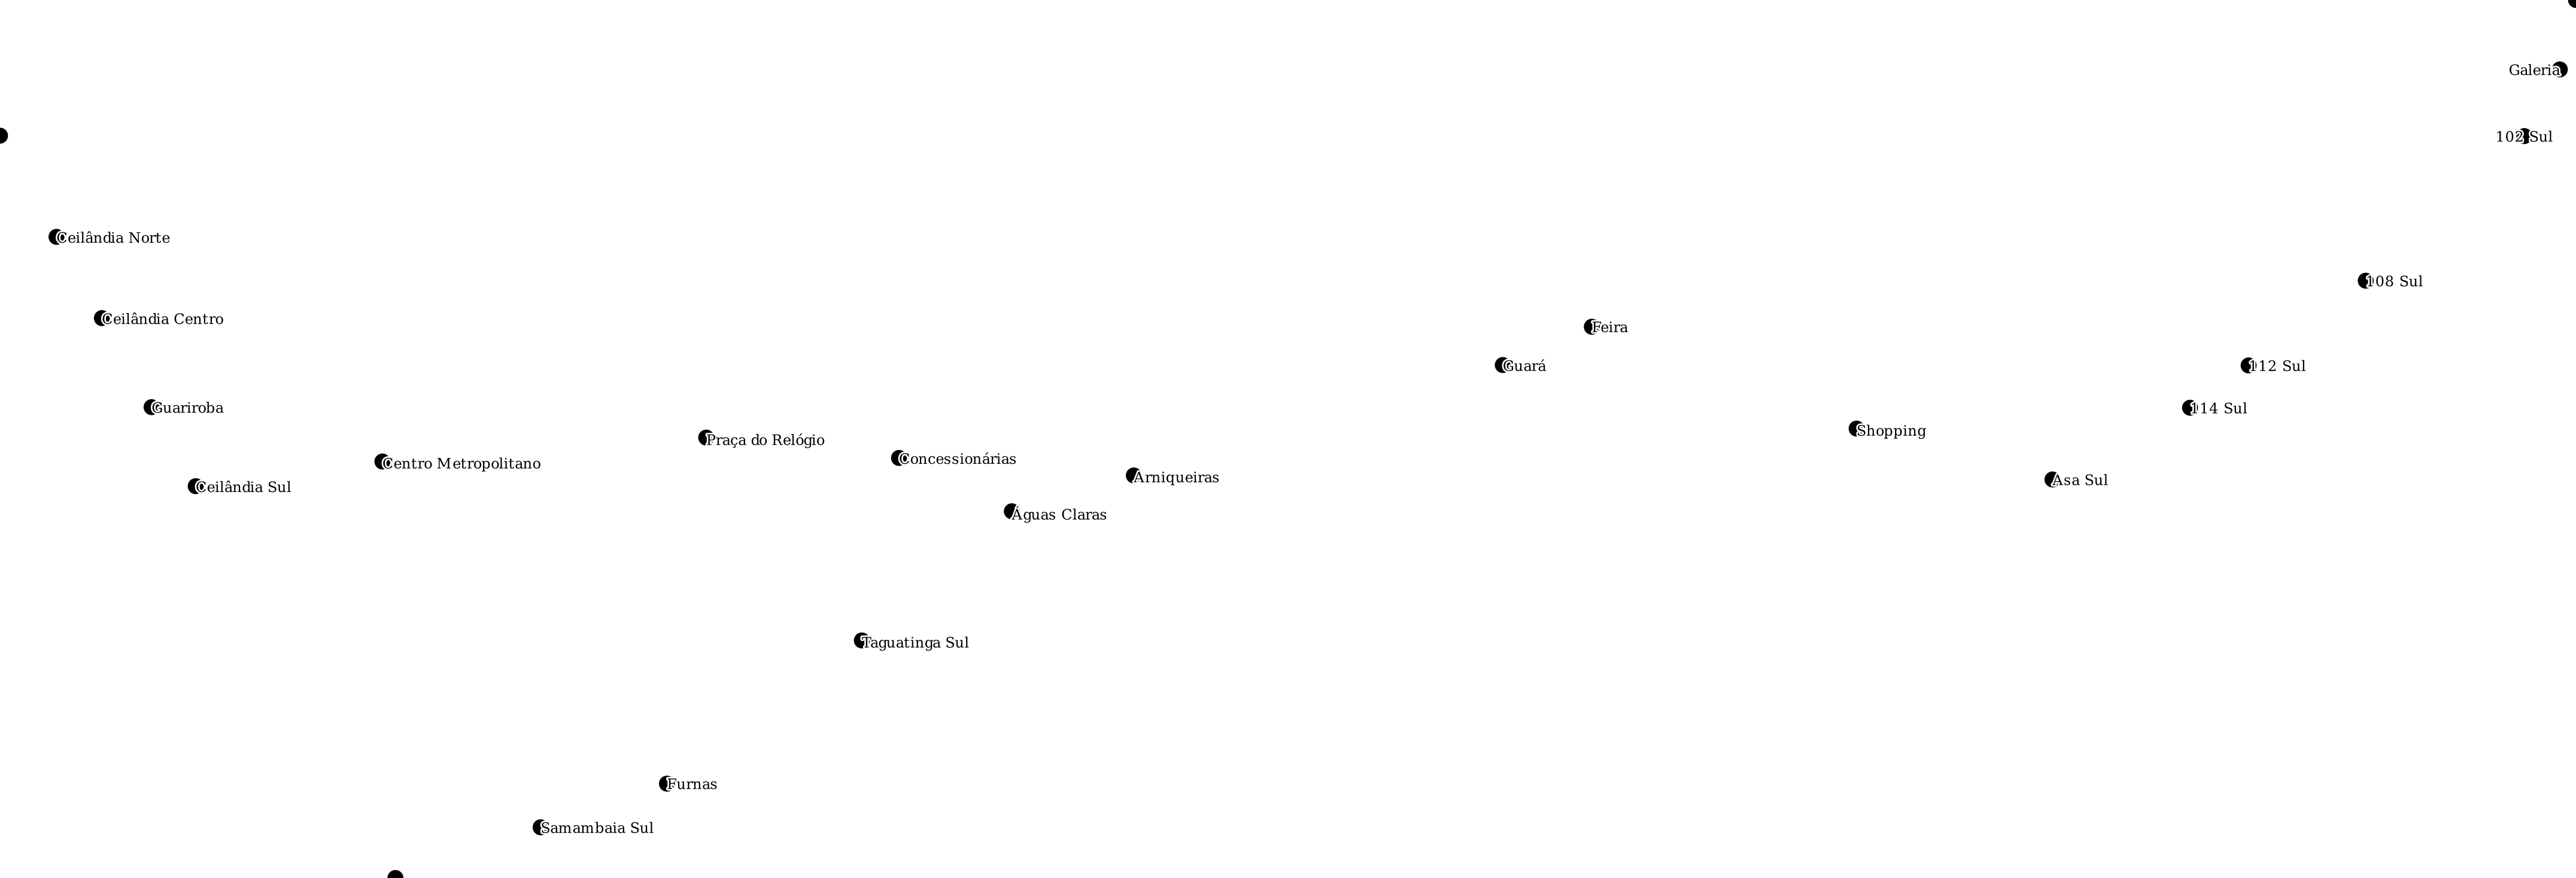 Galeria
102 Sul
Ceilândia Norte
108 Sul
Ceilândia Centro
Feira
Guará
112 Sul
Guariroba
114 Sul
Shopping
Praça do Relógio
Concessionárias
Centro Metropolitano
Arniqueiras
Asa Sul
Ceilândia Sul
Águas Claras
Taguatinga Sul
Furnas
Samambaia Sul